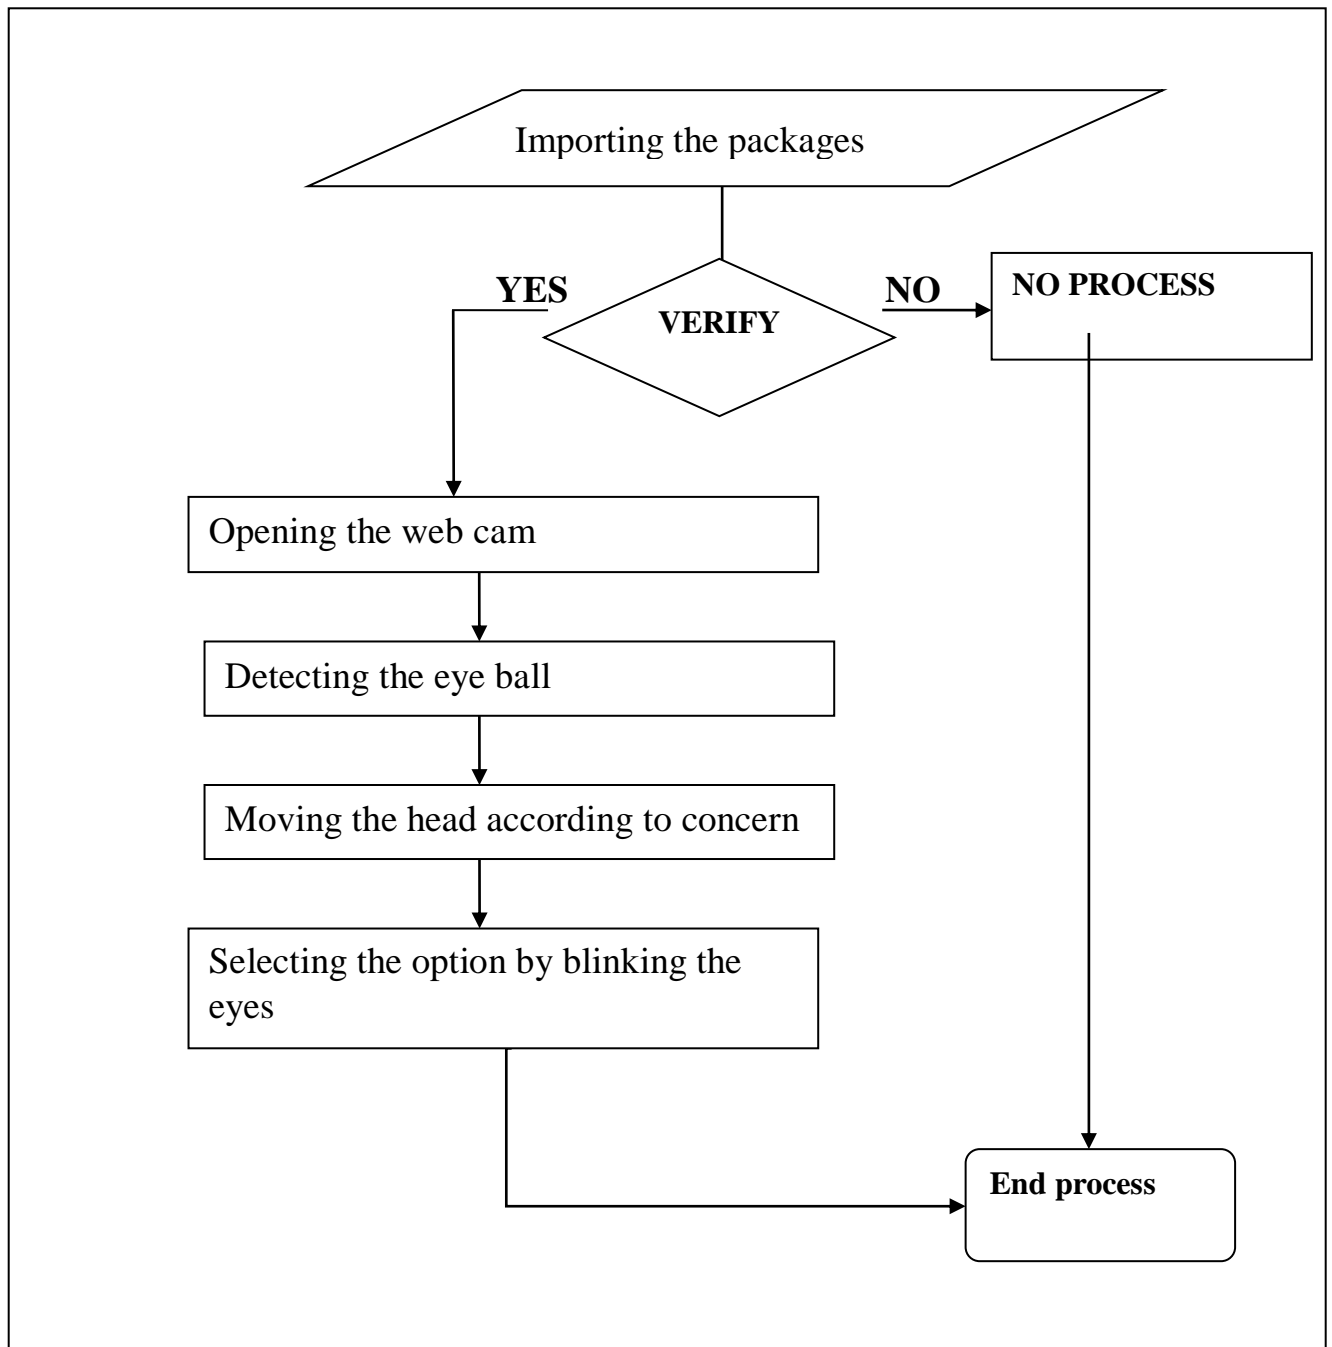 Importing the packages
YES
NO
NO PROCESS
VERIFY
Opening the web cam
Detecting the eye ball
Moving the head according to concern
Selecting the option by blinking the
eyes
End process